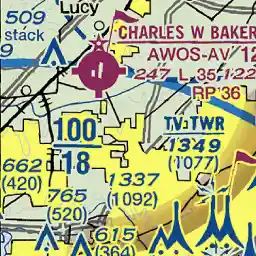 Lucy
509
stack
9
CHARLES W BAKER
AWOS-AV 12
247 L 35 122
RP 36
TV TWR
1349
(1077)
100
18
662
(420)
1337
(1092)
765
(520)
615
(364)